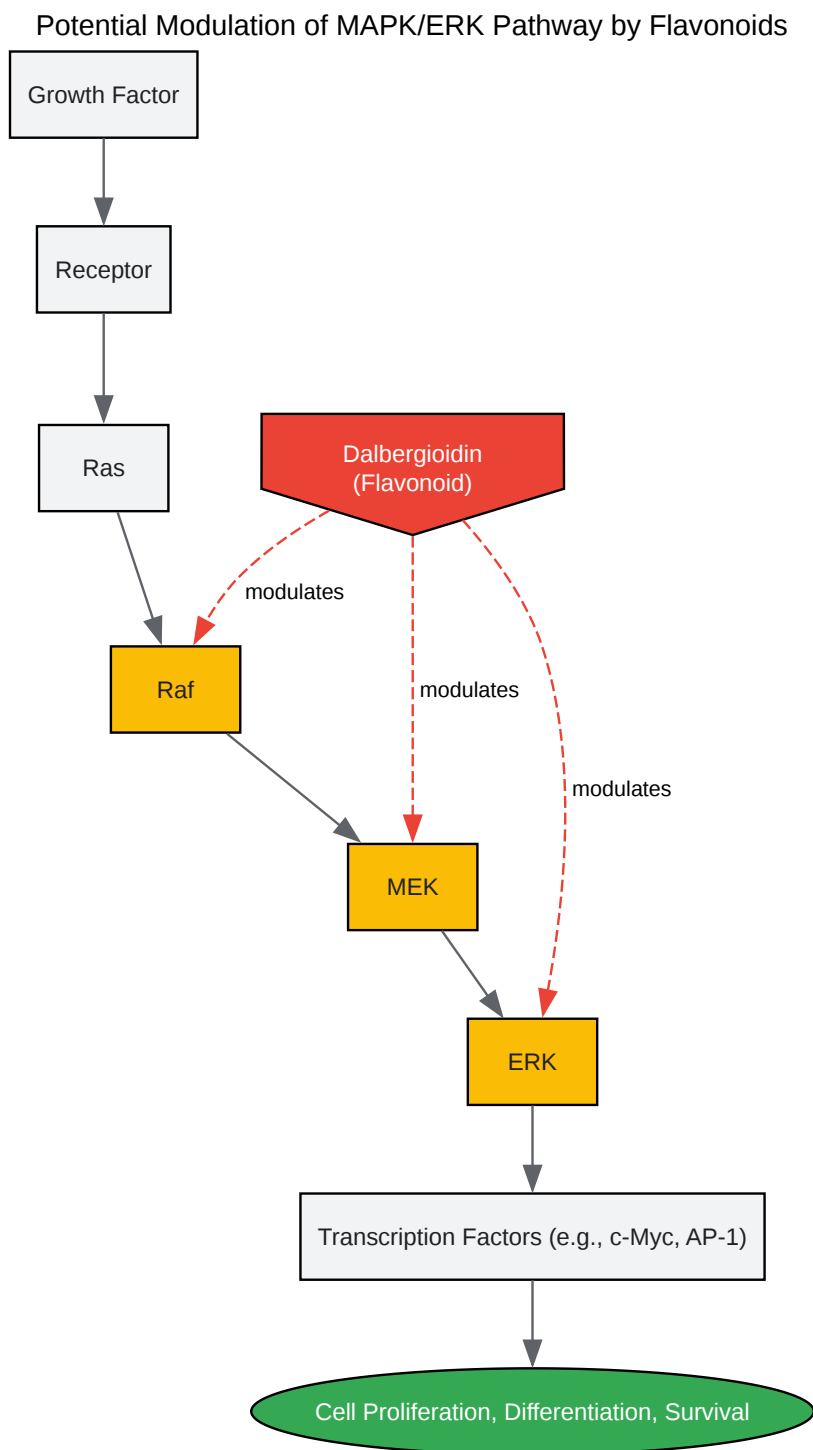 Potential Modulation of MAPK/ERK Pathway by Flavonoids
Growth Factor
Receptor
Ras
Dalbergioidin
(Flavonoid)
modulates
Raf
modulates
modulates
MEK
ERK
Transcription Factors (e.g., c-Myc, AP-1)
Cell Proliferation, Differentiation, Survival